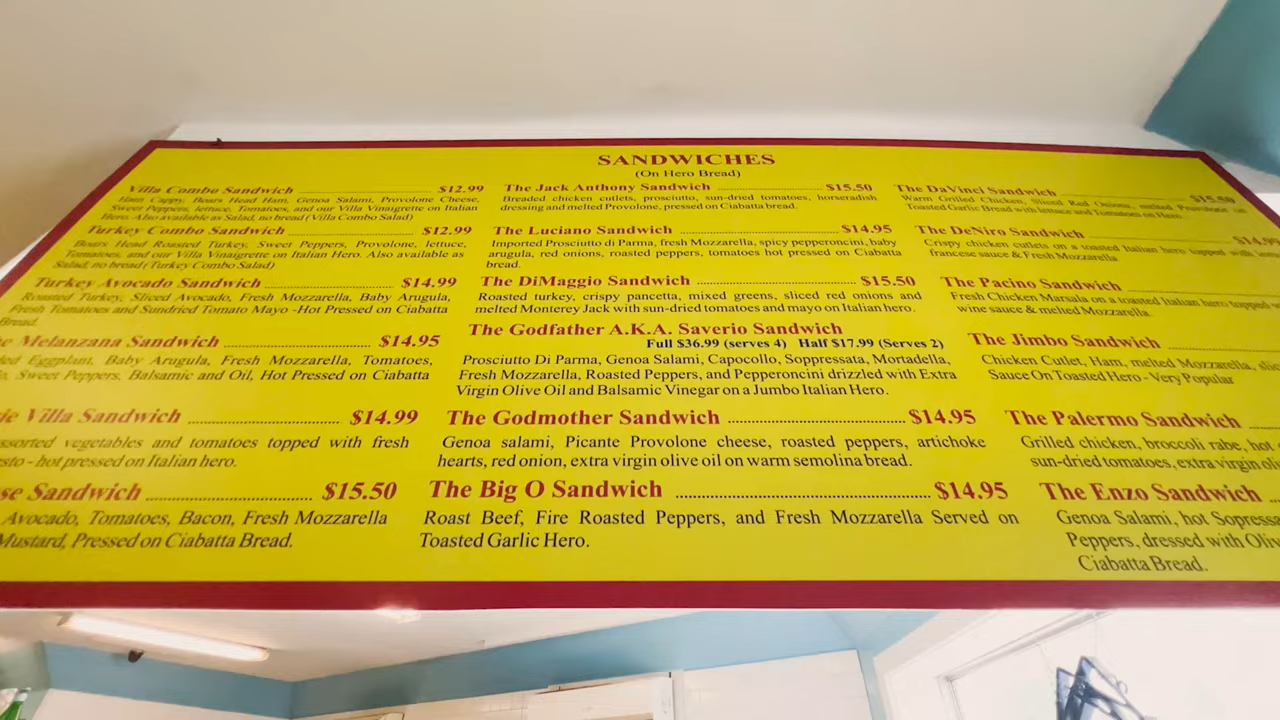 SANDWICHES
(On Hero Bread)
Villa Combo Sandwich ........ $12.99
Ham Cappy, Boars Head Ham, Genoa Salami, Provolone Cheese,
Sweet Peppers, lettuce, Tomatoes, and our Villa Vinaigrette on Italian
Hero. Also available as Salad, no bread (Villa Combo Salad)
Turkey Combo Sandwich ........ $12.99
Boars Head Roasted Turkey, Sweet Peppers, Provolone, lettuce,
Tomatoes, and our Villa Vinaigrette on Italian Hero. Also available as
Salad, no bread (Turkey Combo Salad)
Turkey Avocado Sandwich ........ $14.99
Roasted Turkey, Sliced Avocado, Fresh Mozzarella, Baby Arugula,
Fresh Tomatoes and Sundried Tomato Mayo -Hot Pressed on Ciabatta
Bread.
Melanzana Sandwich ........ $14.95
Eggplant, Baby Arugula, Fresh Mozzarella, Tomatoes,
Sweet Peppers, Balsamic and Oil, Hot Pressed on Ciabatta
Villa Sandwich ........ $14.99
vegetables and tomatoes topped with fresh
- hot pressed on Italian hero.
Sandwich ........ $15.50
Avocado, Tomatoes, Bacon, Fresh Mozzarella
Mustard, Pressed on Ciabatta Bread.
The Jack Anthony Sandwich ........ $15.50
Breaded chicken cutlets, prosciutto, sun-dried tomatoes, horseradish
dressing and melted Provolone, pressed on Ciabatta bread.
The Luciano Sandwich ........ $14.95
Imported Prosciutto di Parma, fresh Mozzarella, spicy pepperoncini, baby
arugula, red onions, roasted peppers, tomatoes hot pressed on Ciabatta
bread.
The DiMaggio Sandwich ........ $15.50
Roasted turkey, crispy pancetta, mixed greens, sliced red onions and
melted Monterey Jack with sun-dried tomatoes and mayo on Italian hero.
The Godfather A.K.A. Saverio Sandwich
Full $36.99 (serves 4) Half $17.99 (Serves 2)
Prosciutto Di Parma, Genoa Salami, Capocollo, Soppressata, Mortadella,
Fresh Mozzarella, Roasted Peppers, and Pepperoncini drizzled with Extra
Virgin Olive Oil and Balsamic Vinegar on a Jumbo Italian Hero.
The Godmother Sandwich ........ $14.95
Genoa salami, Picante Provolone cheese, roasted peppers, artichoke
hearts, red onion, extra virgin olive oil on warm semolina bread.
The Big O Sandwich ........ $14.95
Roast Beef, Fire Roasted Peppers, and Fresh Mozzarella Served on
Toasted Garlic Hero.
The DaVinci Sandwich ........ $15.50
Warm Grilled Chicken, Sliced Red Onions, melted Provolone on
Toasted Garlic Bread with lettuce and Tomatoes on Hero.
The DeNiro Sandwich ........ $14.99
Crispy chicken cutlets on a toasted Italian hero topped with
francese sauce & Fresh Mozzarella
The Pacino Sandwich
Fresh Chicken Marsala on a toasted Italian hero topped
wine sauce & melted Mozzarella
The Jimbo Sandwich
Chicken Cutlet, Ham, melted Mozzarella,
Sauce On Toasted Hero - Very Popular
The Palermo Sandwich
Grilled chicken, broccoli rabe, hot
sun-dried tomatoes, extra virgin
The Enzo Sandwich
Genoa Salami, hot
Peppers, dressed with
Ciabatta Bread.